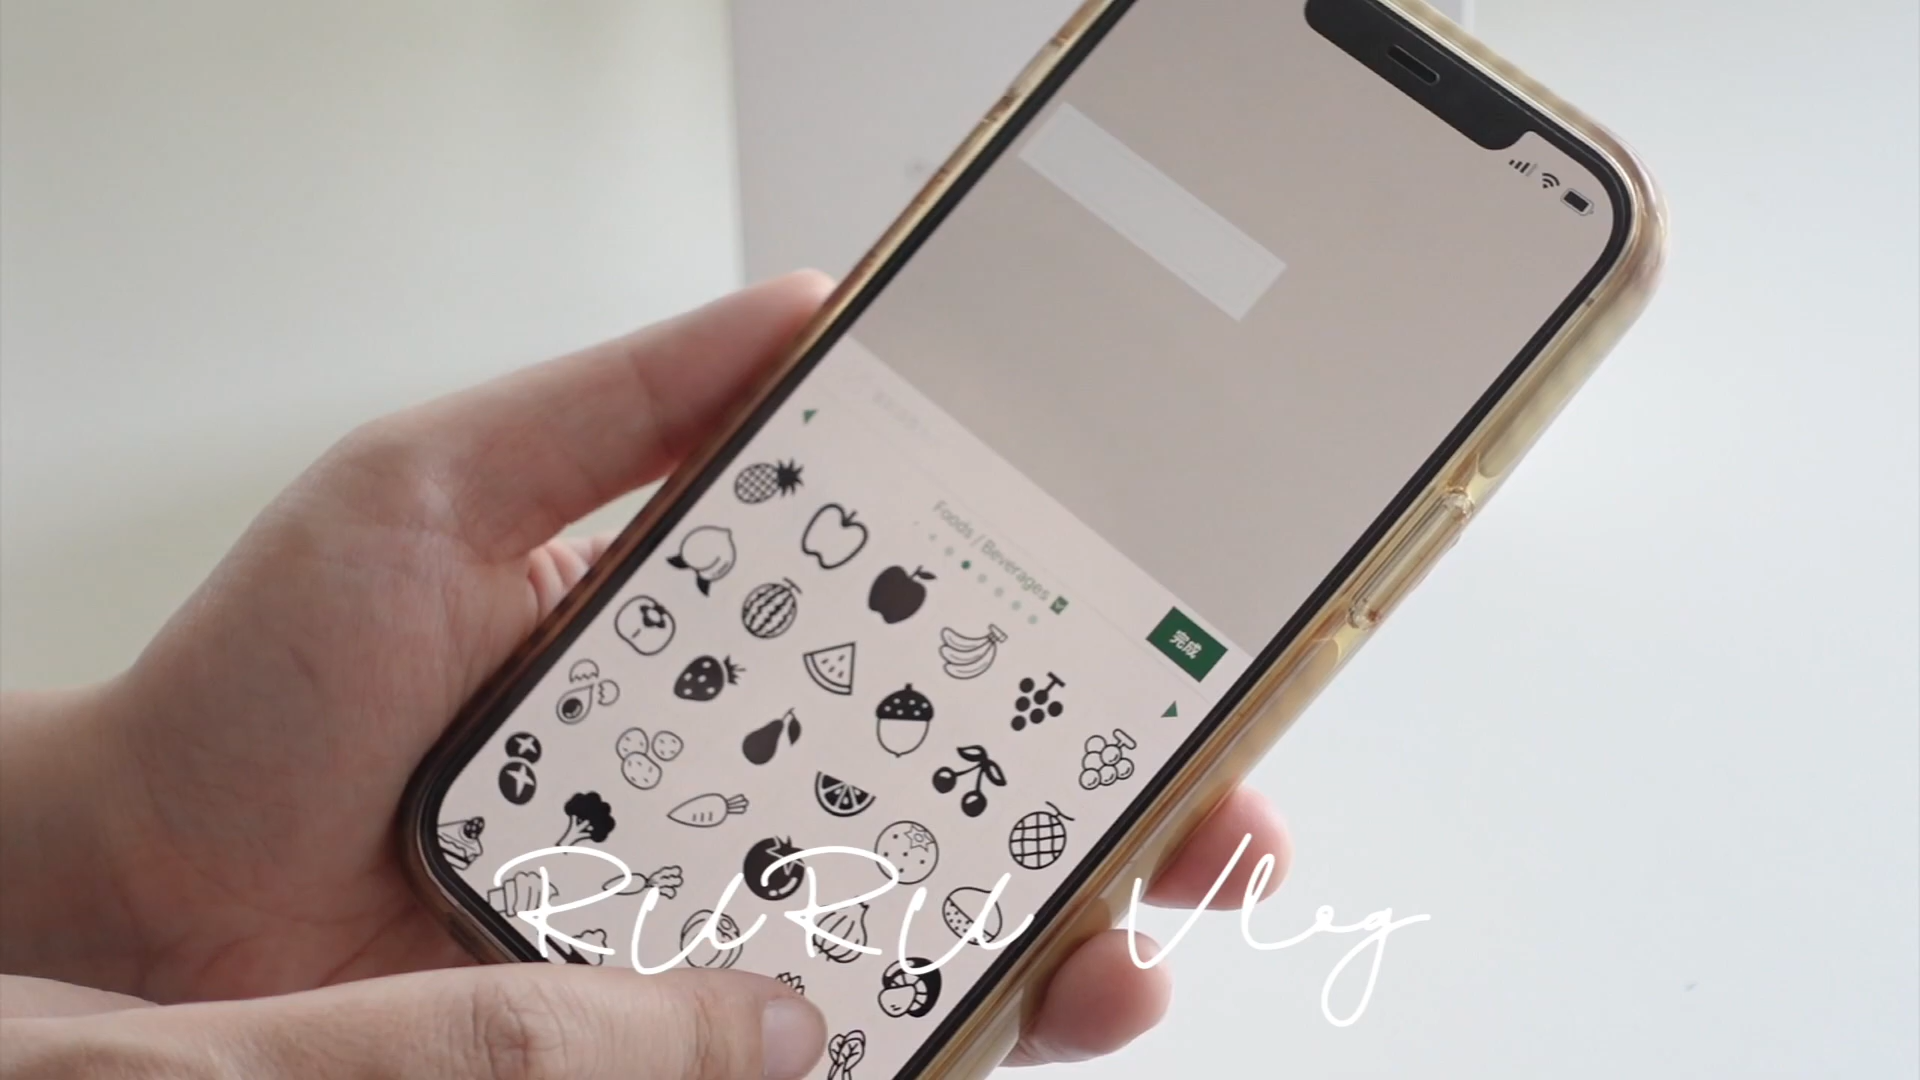 Foods / Beverages
完成
RURU Vlog